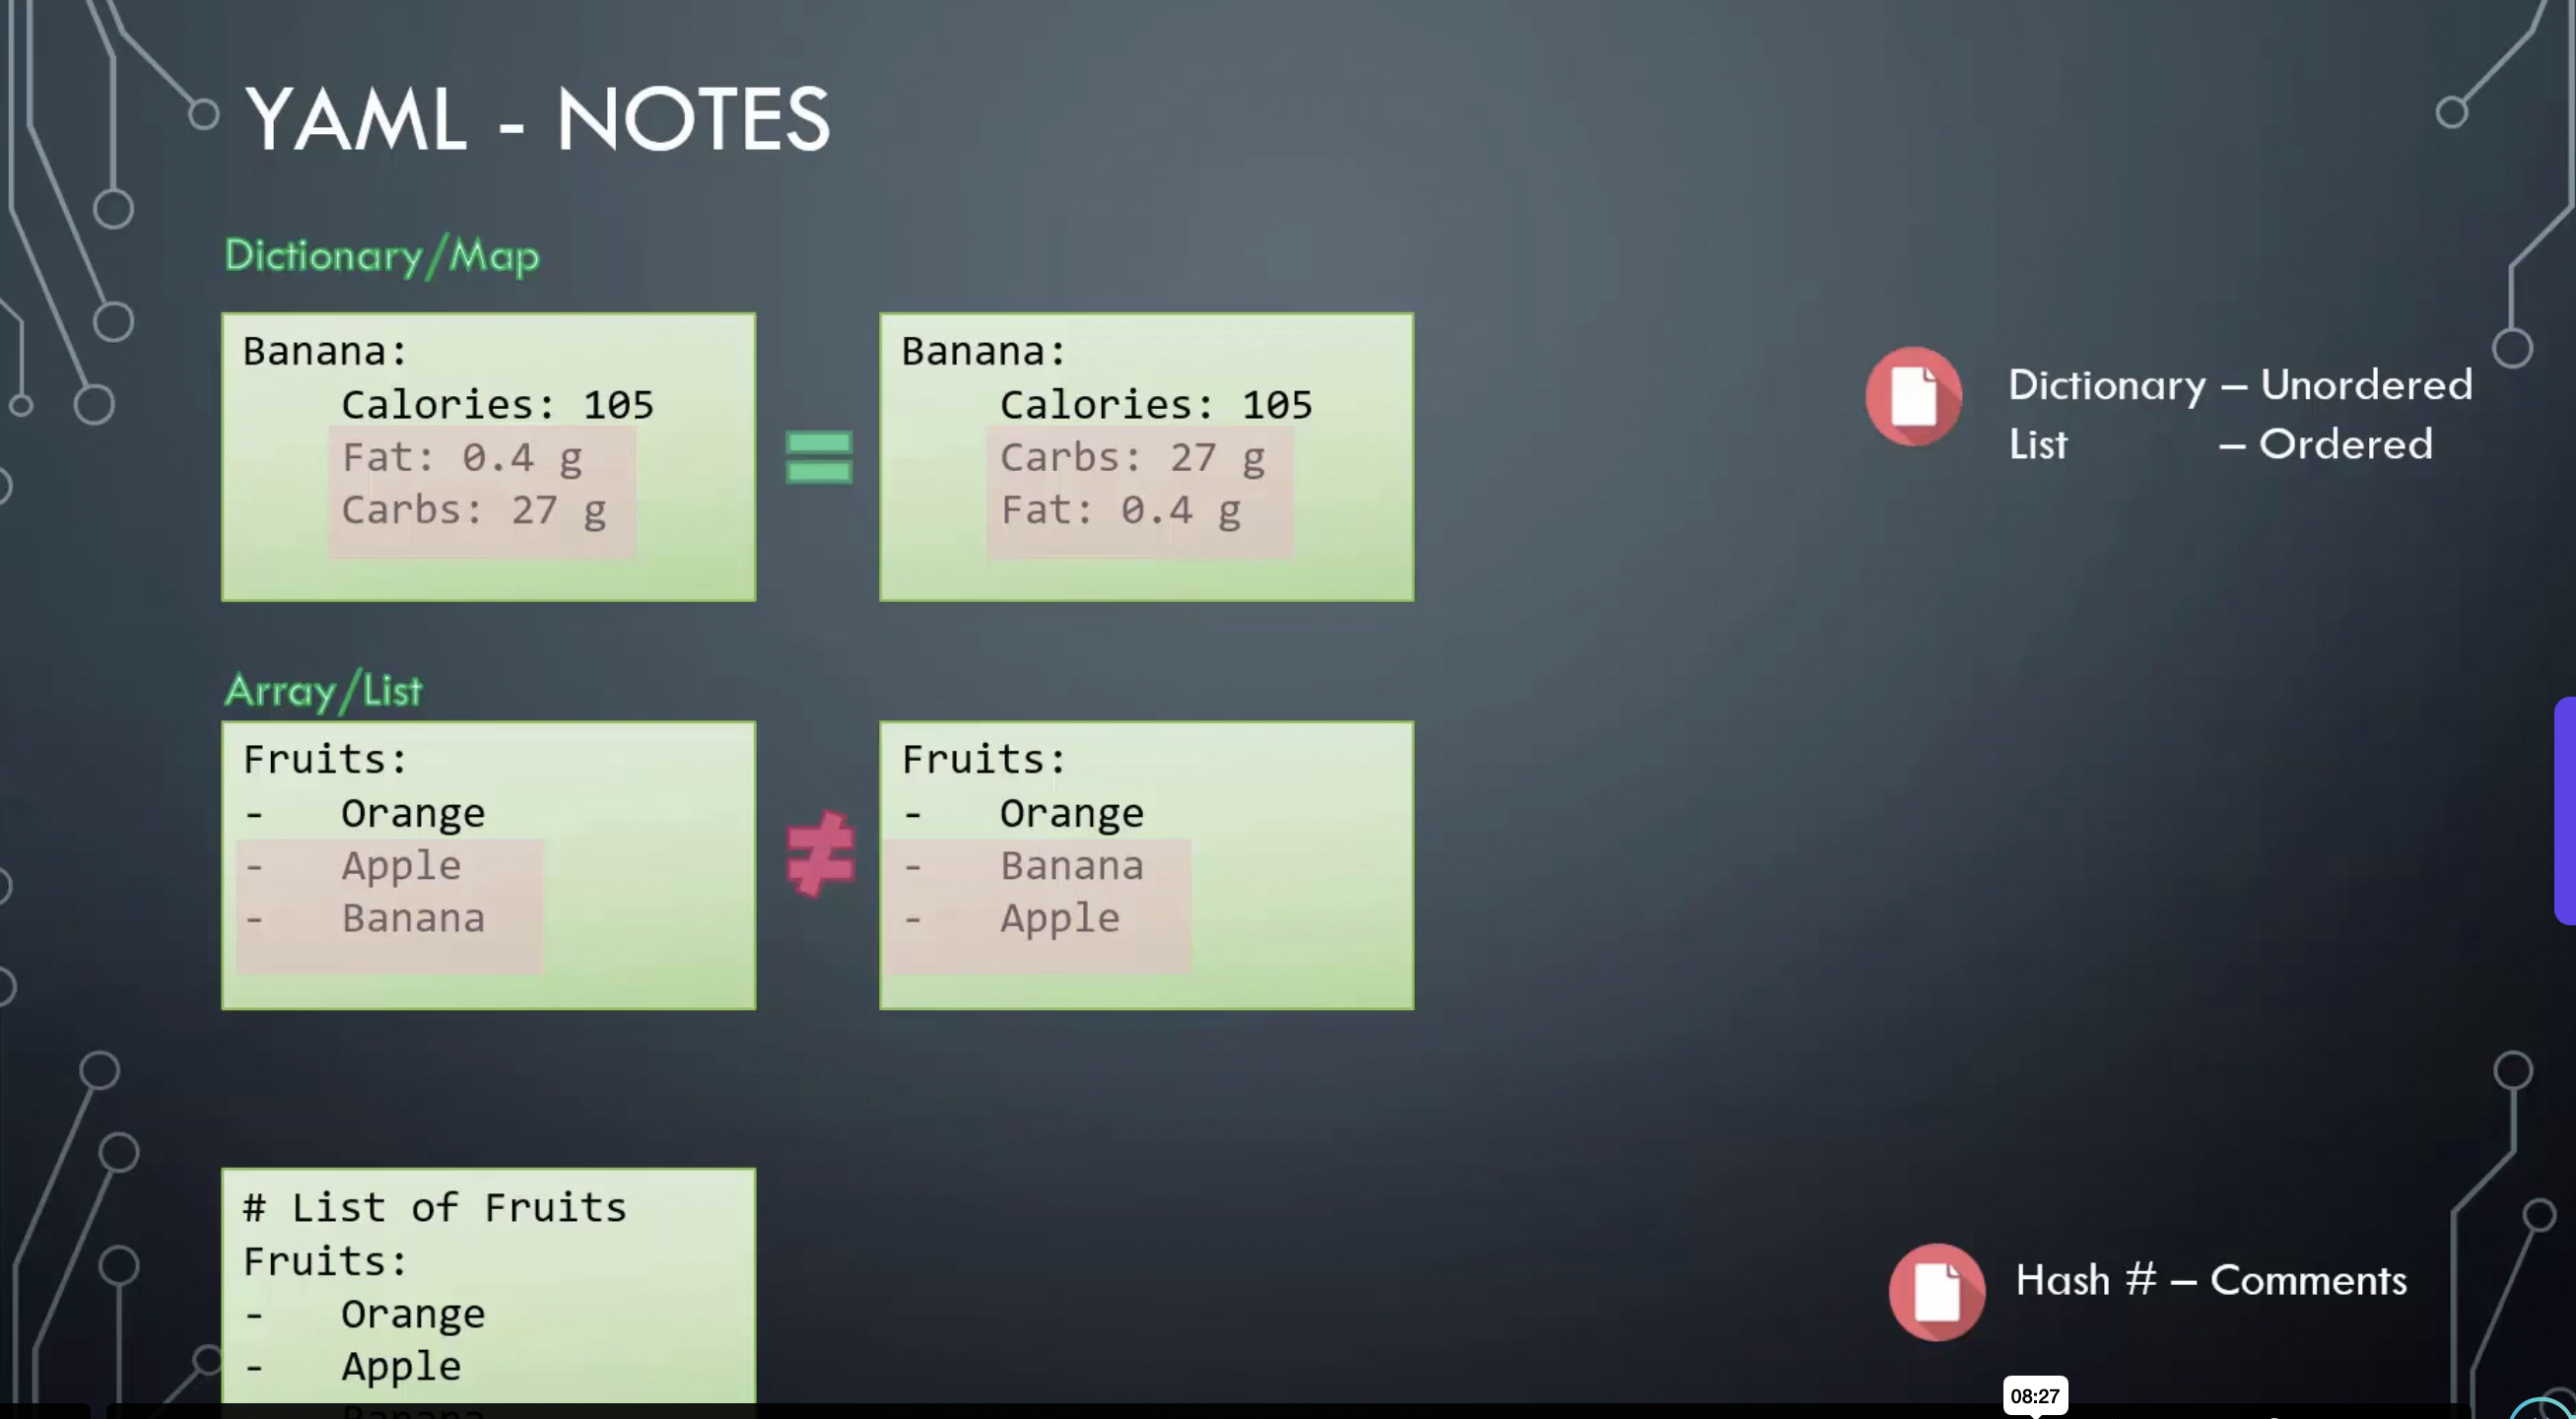 YAML - NOTES
Dictionary/Map
Banana:
Calories: 105
Fat: 0.4 g
Carbs: 27 g
=
Banana:
Calories: 105
Carbs: 27 g
Fat: 0.4 g
Dictionary – Unordered
List – Ordered
Array/List
Fruits:
- Orange
- Apple
- Banana
≠
Fruits:
- Orange
- Banana
- Apple
# List of Fruits
Fruits:
- Orange
- Apple
Hash # – Comments
08:27